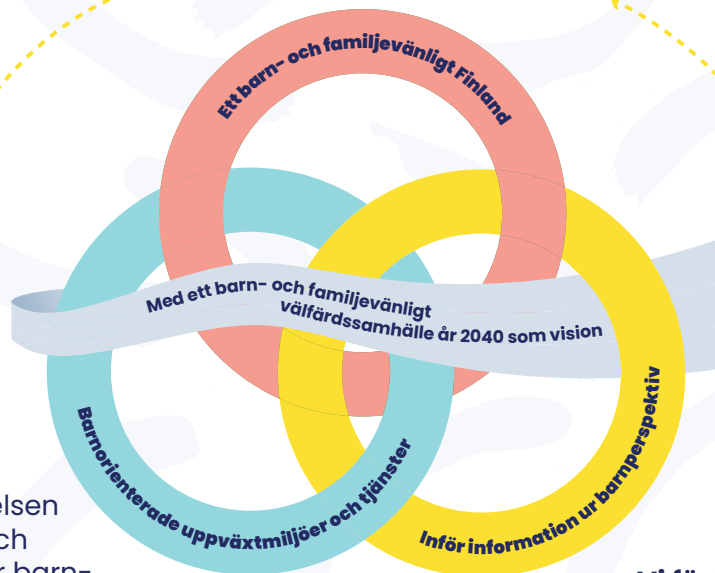 Ett barn- och familjevänligt Finland
Med ett barn- och familjevänligt
välfärdssamhälle år 2040 som vision
Barnorienterade uppväxtmiljöer och tjänster
Inför information ur barnperspektiv
elsen
ch
barn-